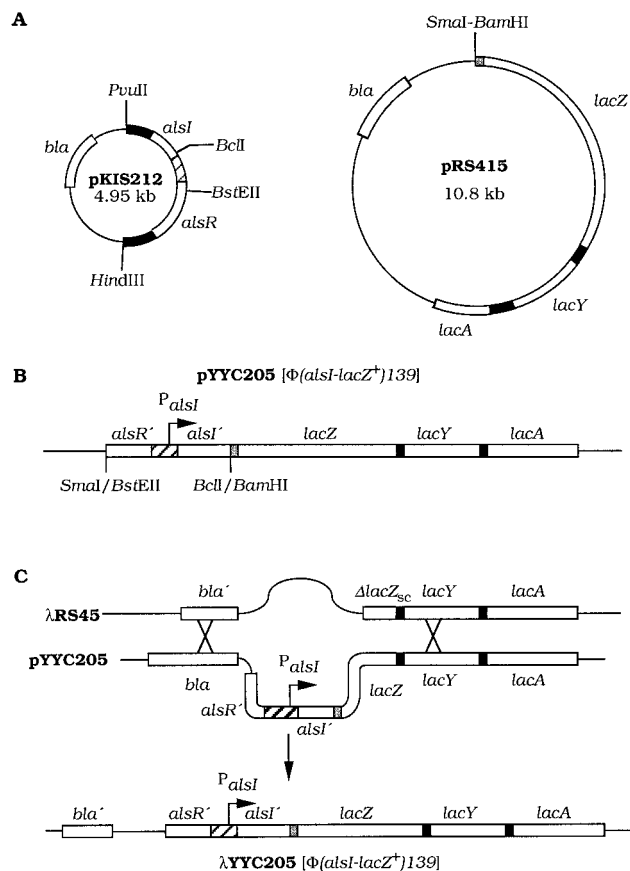 A
SmaI-BamHI
PvuII
alsI
bla
BclI
pKIS212
4.95 kb
BstEII
alsR
HindIII
bla
lacZ
pRS415
10.8 kb
lacY
lacA
B
pYYC205 [Φ(alsI-lacZ⁺)139]
PalsI
alsR´ alsI´ lacZ lacY lacA
SmaI/BstEII BclI/BamHI
C
bla´ ΔlacZsc lacY lacA
λRS45
pYYC205
PalsI
bla lacZ lacY lacA
alsR´
alsI´
PalsI
bla´ alsR´ alsI´ lacZ lacY lacA
λYYC205 [Φ(alsI-lacZ⁺)139]